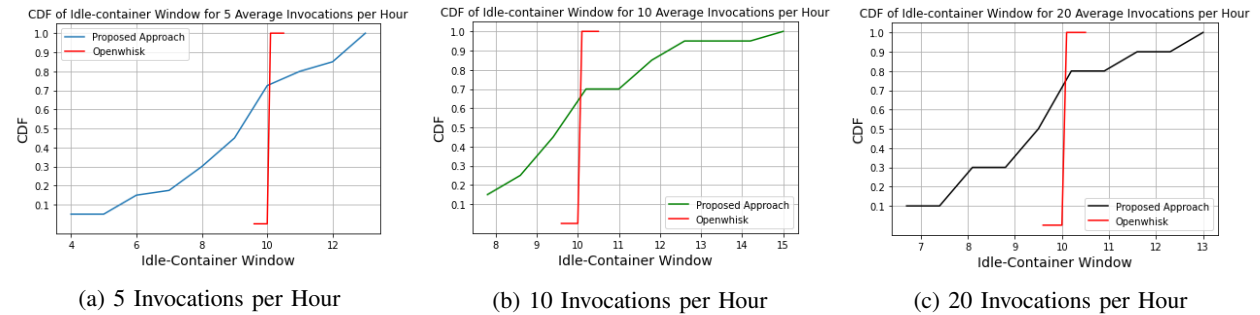 CDF of Idle-container Window for 5 Average Invocations per Hour
1.0
0.9
0.8
0.7
0.6
0.5
0.4
0.3
0.2
0.1
CDF
Proposed Approach
Openwhisk
4 6 8 10 12
Idle-Container Window
(a) 5 Invocations per Hour
CDF of Idle-container Window for 10 Average Invocations per Hour
1.0
0.9
0.8
0.7
0.6
0.5
0.4
0.3
0.2
0.1
CDF
Proposed Approach
Openwhisk
8 9 10 11 12 13 14 15
Idle-Container Window
(b) 10 Invocations per Hour
CDF of Idle-container Window for 20 Average Invocations per Hour
1.0
0.9
0.8
0.7
0.6
0.5
0.4
0.3
0.2
0.1
CDF
Proposed Approach
Openwhisk
7 8 9 10 11 12 13
Idle-Container Window
(c) 20 Invocations per Hour